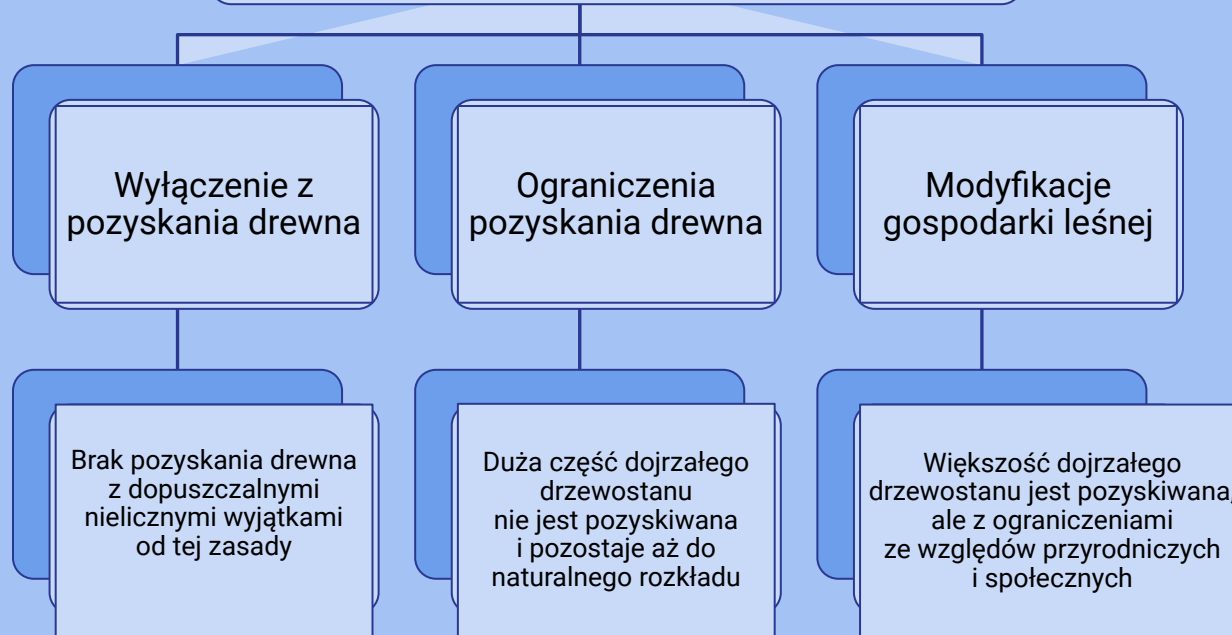 Wyłączenie z
pozyskania drewna
Ograniczenia
pozyskania drewna
Modyfikacje
gospodarki leśnej
Brak pozyskania drewna
z dopuszczalnymi
nielicznymi wyjątkami
od tej zasady
Duża część dojrzałego
drzewostanu
nie jest pozyskiwana
i pozostaje aż do
naturalnego rozkładu
Większość dojrzałego
drzewostanu jest pozyskiwana,
ale z ograniczeniami
ze względów przyrodniczych
i społecznych